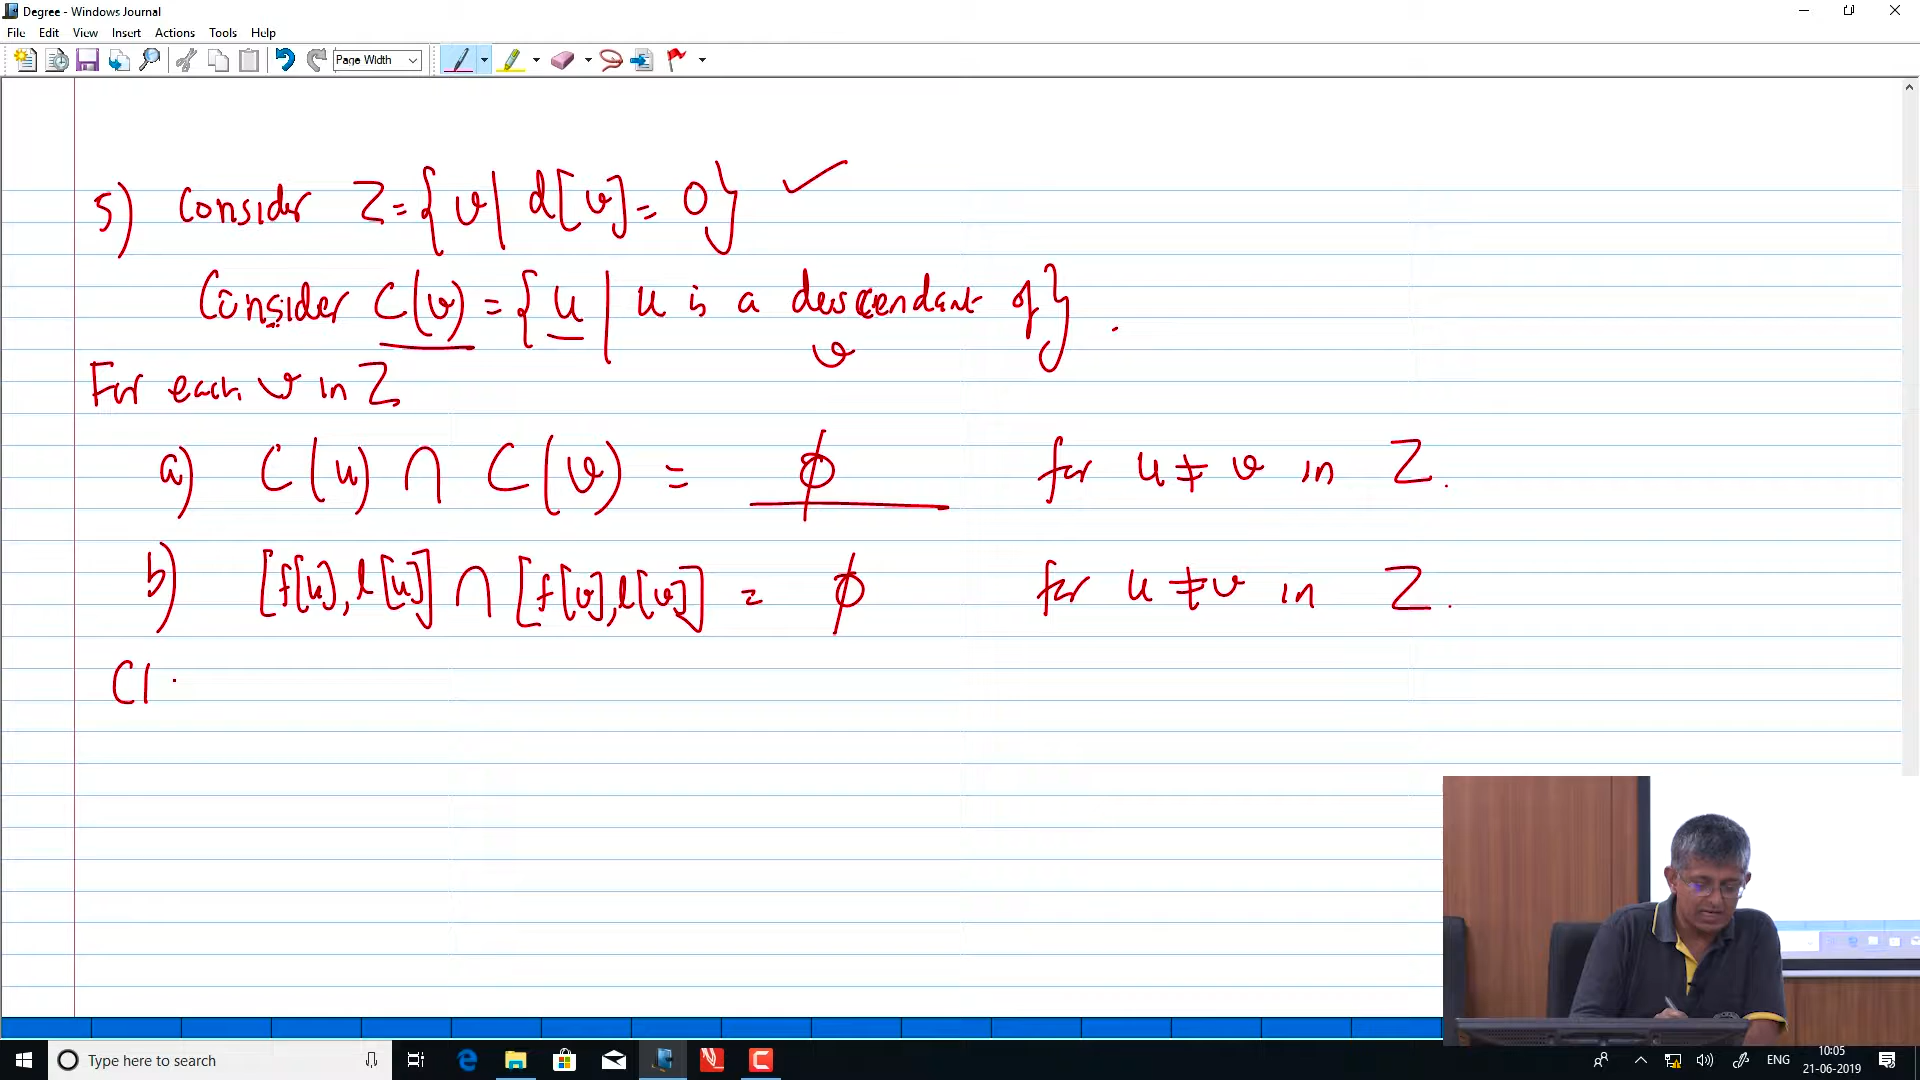 Degree - Windows Journal
File Edit View Insert Actions Tools Help
Page Width
5) Consider Z = { v | d[v] = 0 } ✓
Consider C(v) = { u | u is a descendant of }
v
For each v in Z
a) C(u) ∩ C(v) = ϕ for u ≠ v in Z.
b) [f[u], l[u]] ∩ [f[v], l[v]] = ϕ for u ≠ v in Z.
Cl
Type here to search
ENG
10:05
21-06-2019